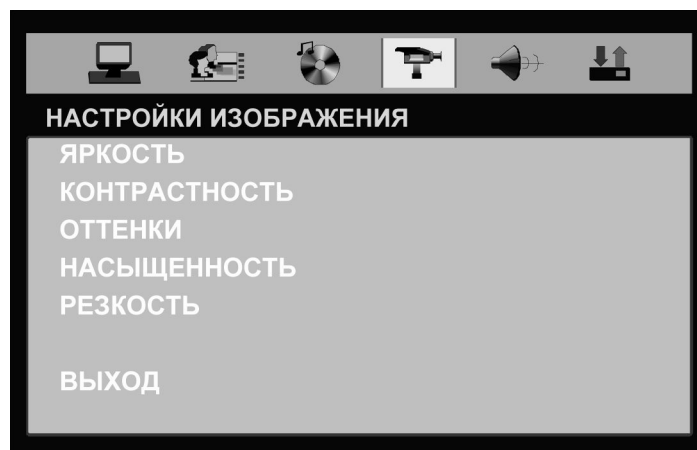 НАСТРОЙКИ ИЗОБРАЖЕНИЯ
ЯРКОСТЬ
КОНТРАСТНОСТЬ
ОТТЕНКИ
НАСЫЩЕННОСТЬ
РЕЗКОСТЬ
ВЫХОД